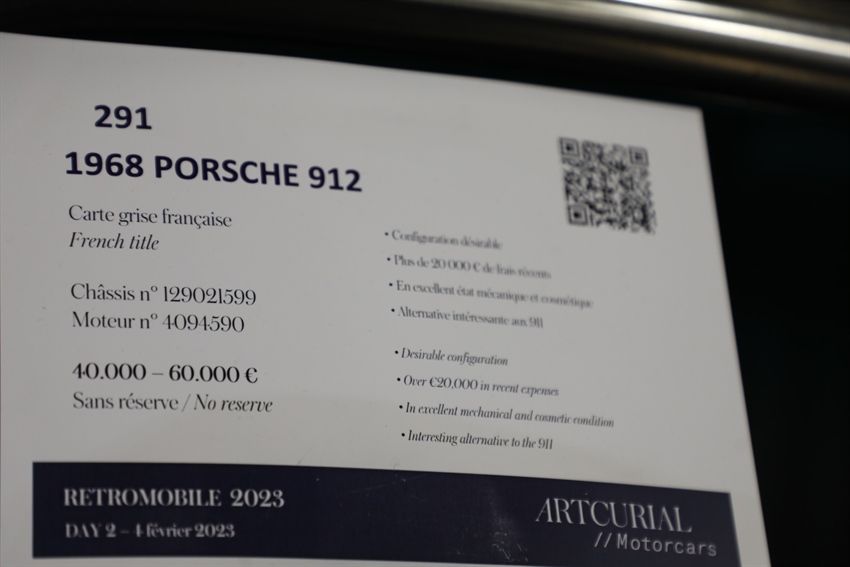 291
1968 PORSCHE 912
Carte grise française
French title
Châssis n° 129021599
Moteur n° 4094590
40.000 – 60.000 €
Sans réserve / No reserve
• Configuration désirable
• Plus de 20 000 € de frais récents
• En excellent état mécanique et cosmétique
• Alternative intéressante aux 911
• Desirable configuration
• Over €20,000 in recent expenses
• In excellent mechanical and cosmetic condition
• Interesting alternative to the 911
RETROMOBILE 2023
DAY 2 – 4 février 2023
ARTCURIAL
//Motorcars